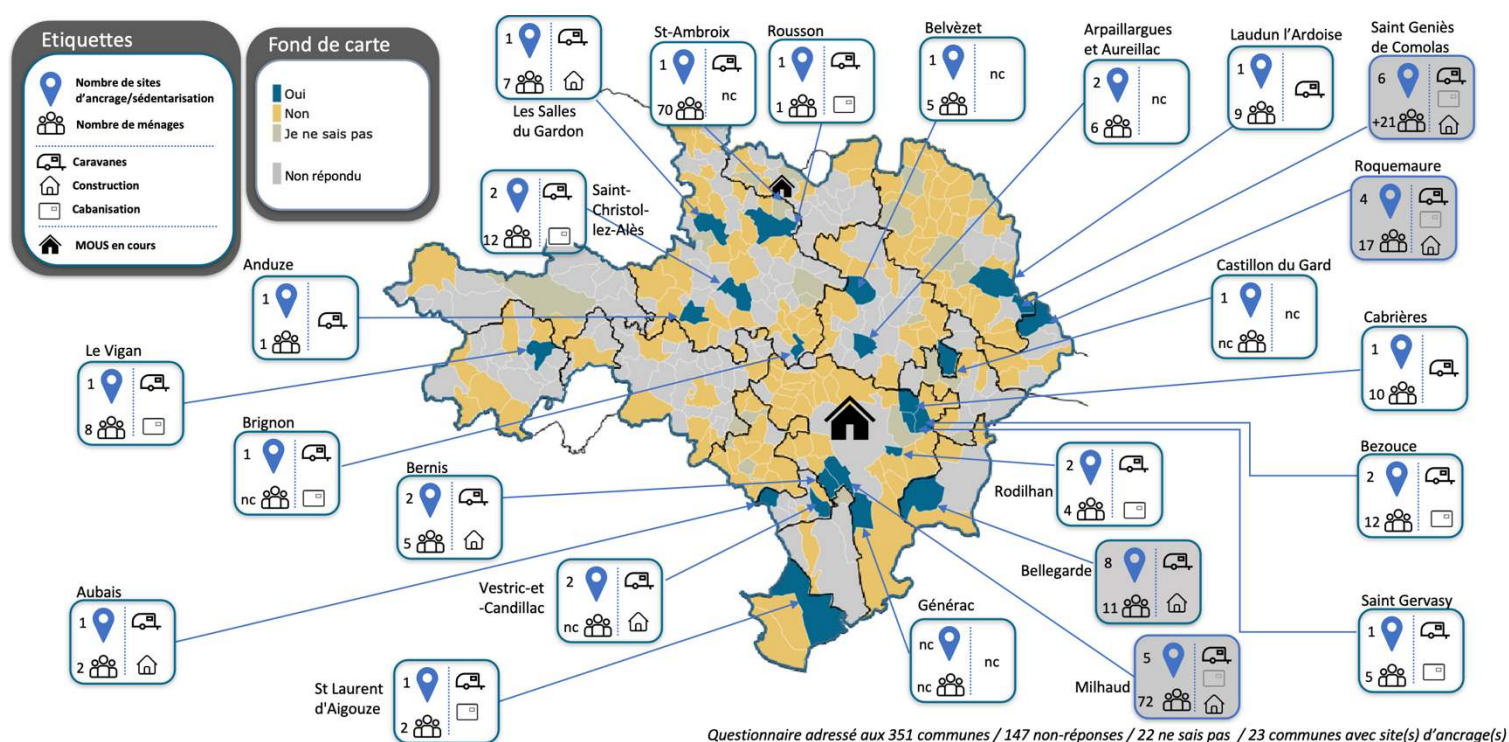 Etiquettes
Nombre de sites
d'ancrage/sédentarisation
Nombre de ménages
Caravanes
Construction
Cabanisation
MOUS en cours
Fond de carte
Oui
Non
Je ne sais pas
Non répondu
1
7
Les Salles
du Gardon
St-Ambroix
1
70
nc
Rousson
1
1
Belvèzet
1
5
nc
Arpaillargues
et Aureillac
2
6
nc
Laudun l'Ardoise
1
9
Saint Geniès
de Comolas
6
+21
Roquemaure
4
17
2
12
Saint-
Christol-
lez-Alès
Castillon du Gard
1
nc
nc
Anduze
1
1
Cabrières
1
10
Le Vigan
1
8
Brignon
1
nc
Bernis
2
5
Rodilhan
2
4
Bezouce
2
12
Bellegarde
8
11
Aubais
1
2
Vestric-et
-Candillac
2
nc
Générac
nc
nc
nc
Saint Gervasy
1
5
St Laurent
d'Aigouze
1
2
Milhaud
5
72
Questionnaire adressé aux 351 communes / 147 non-réponses / 22 ne sais pas / 23 communes avec site(s) d'ancrage(s)